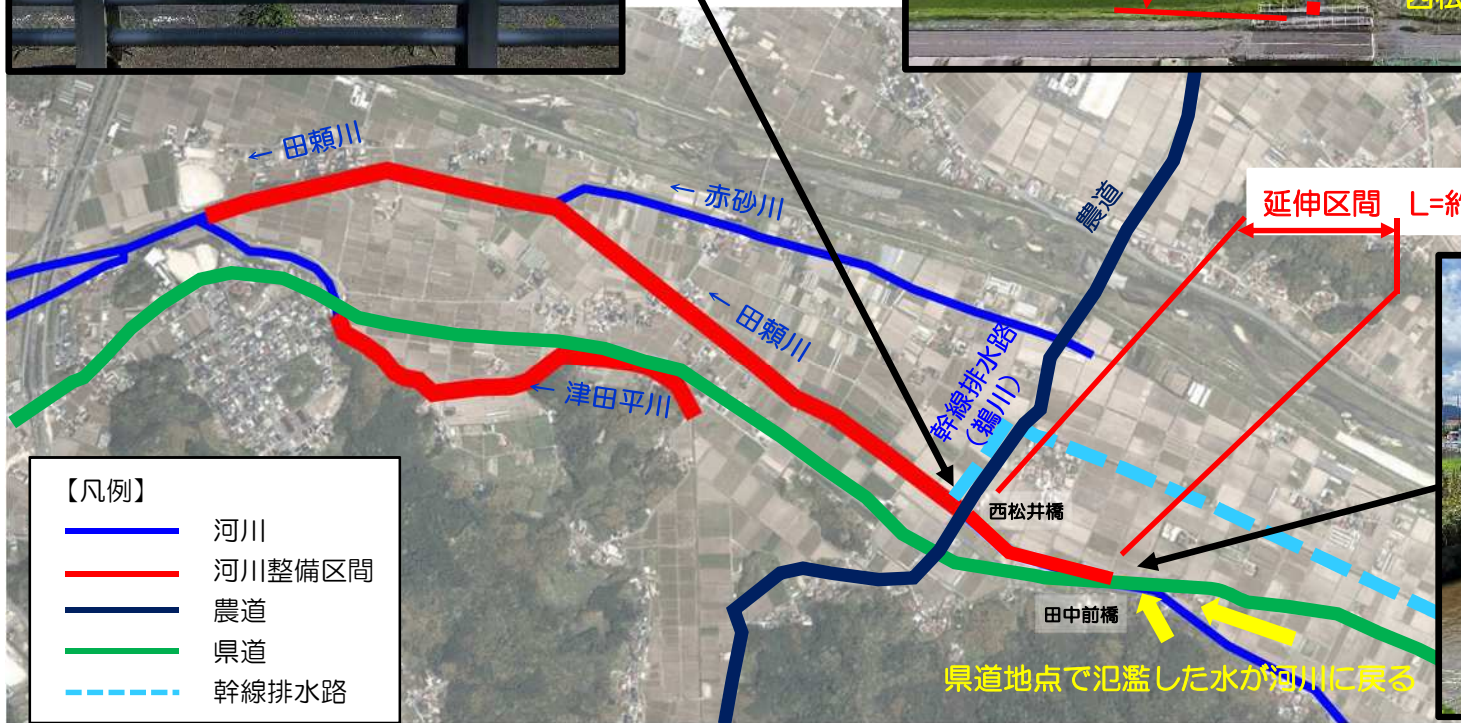 ← 田頼川
← 赤砂川
農道
延伸区間 L=約
← 田頼川
幹線排水路
（鵜川）
← 津田平川
西松井橋
田中前橋
県道地点で氾濫した水が河川に戻る
【凡例】
河川
河川整備区間
農道
県道
幹線排水路